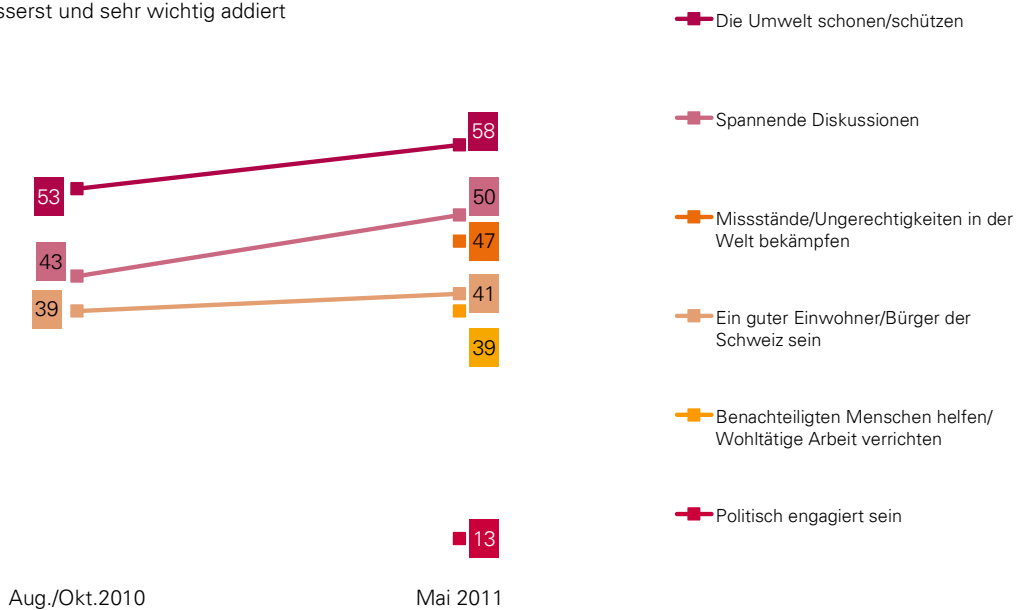 und sehr wichtig addiert
Die Umwelt schonen/schützen
Spannende Diskussionen
Missstände/Ungerechtigkeiten in der
Welt bekämpfen
Ein guter Einwohner/Bürger der
Schweiz sein
Benachteiligten Menschen helfen/
Wohltätige Arbeit verrichten
Politisch engagiert sein
58
53
50
47
43
41
39
39
13
Aug./Okt.2010
Mai 2011